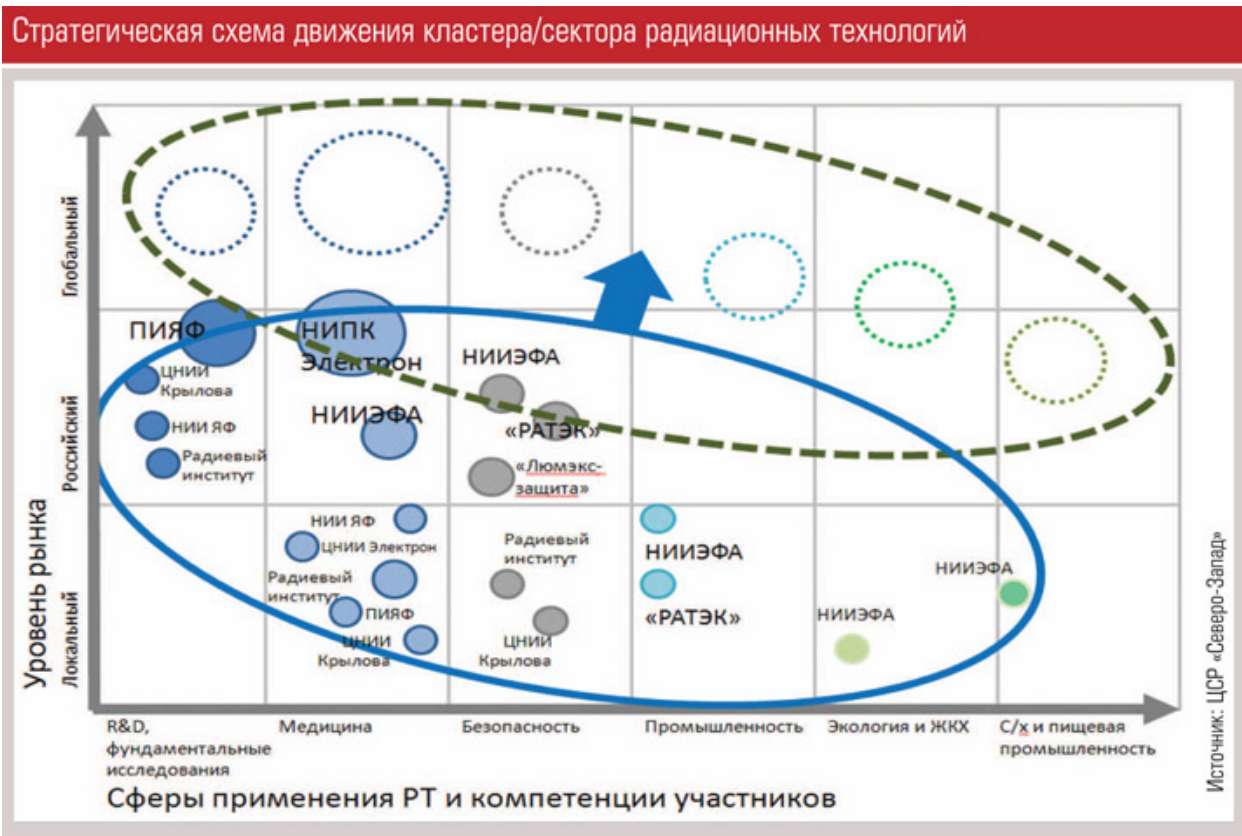 Стратегическая схема движения кластера/сектора радиационных технологий
Уровень рынка
Глобальный
Российский
Локальный
ПИЯФ
НИПК
Электрон
НИИЭФА
ЦНИИ
Крылова
НИИЭФА
НИИ ЯФ
«РАТЭК»
Радиевый
институт
«Люмэкс-
защита»
НИИ ЯФ
ЦНИИ Электрон
Радиевый
институт
ПИЯФ
ЦНИИ
Крылова
Радиевый
институт
ЦНИИ
Крылова
НИИЭФА
«РАТЭК»
НИИЭФА
НИИЭФА
R&D,
фундаментальные
исследования
Медицина
Безопасность
Промышленность
Экология и ЖКХ
С/х и пищевая
промышленность
Сферы применения РТ и компетенции участников
Источник: ЦСР «Северо-Запад»